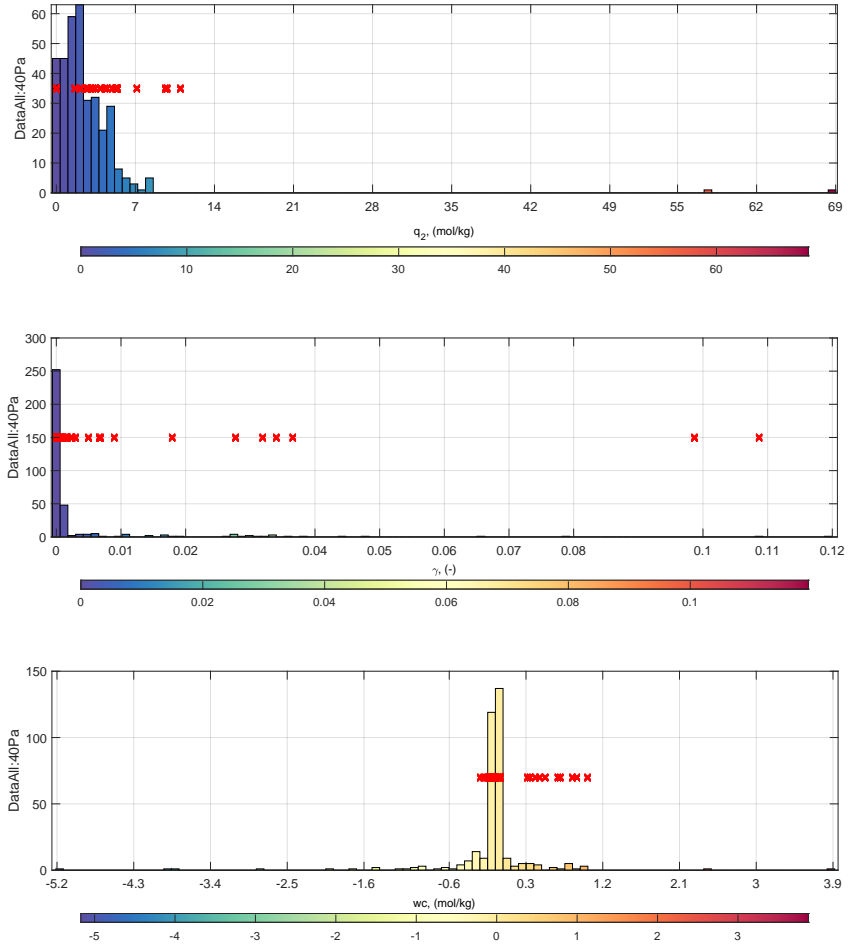 60
50
40
30
20
10
0
DataAll:40Pa
0 7 14 21 28 35 42 49 55 62 69
q2, (mol/kg)
0 10 20 30 40 50 60
300
250
200
150
100
50
0
DataAll:40Pa
0 0.01 0.02 0.04 0.05 0.06 0.07 0.08 0.1 0.11 0.12
γ, (-)
0 0.02 0.04 0.06 0.08 0.1
150
100
50
0
DataAll:40Pa
-5.2 -4.3 -3.4 -2.5 -1.6 -0.6 0.3 1.2 2.1 3 3.9
wc, (mol/kg)
-5 -4 -3 -2 -1 0 1 2 3